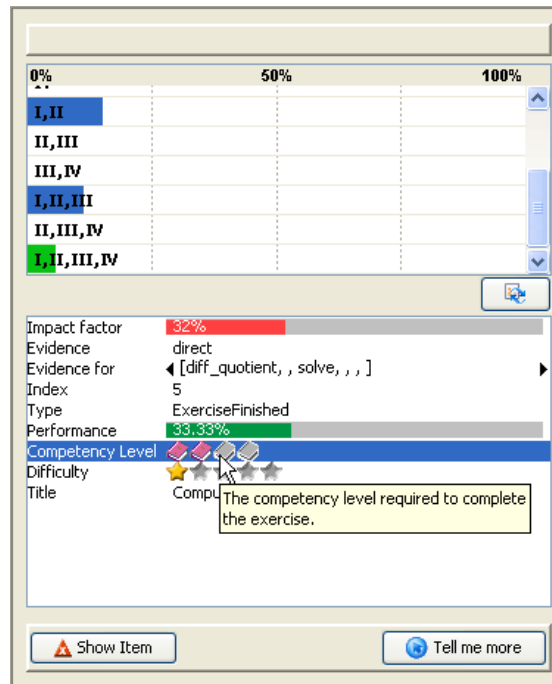 0% 50% 100%
I,II
II,III
III,IV
I,II,III
II,III,IV
I,II,III,IV
Impact factor 32%
Evidence direct
Evidence for [diff_quotient, , solve, , , ]
Index 5
Type ExerciseFinished
Performance 33.33%
Competency Level
Difficulty
Title Compu
The competency level required to complete
the exercise.
Show Item Tell me more